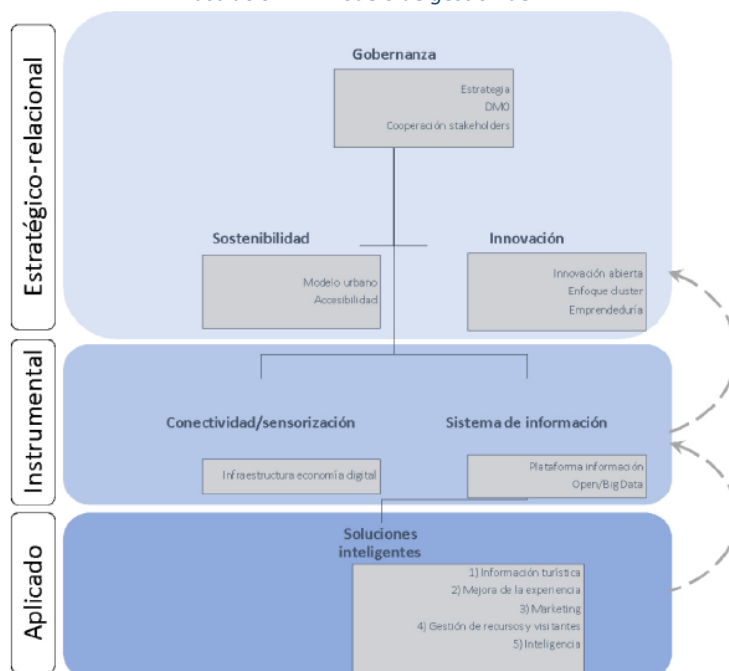 Estratégico-relacional
Gobernanza
Estrategia
DMO
Cooperación stakeholders
Sostenibilidad
Modelo urbano
Accesibilidad
Innovación
Innovación abierta
Enfoque cluster
Emprendeduría
Instrumental
Conectividad/sensorización
Infraestructura economía digital
Sistema de información
Plataforma información
Open/Big Data
Aplicado
Soluciones
inteligentes
1) Información turística
2) Mejora de la experiencia
3) Marketing
4) Gestión de recursos y visitantes
5) Inteligencia